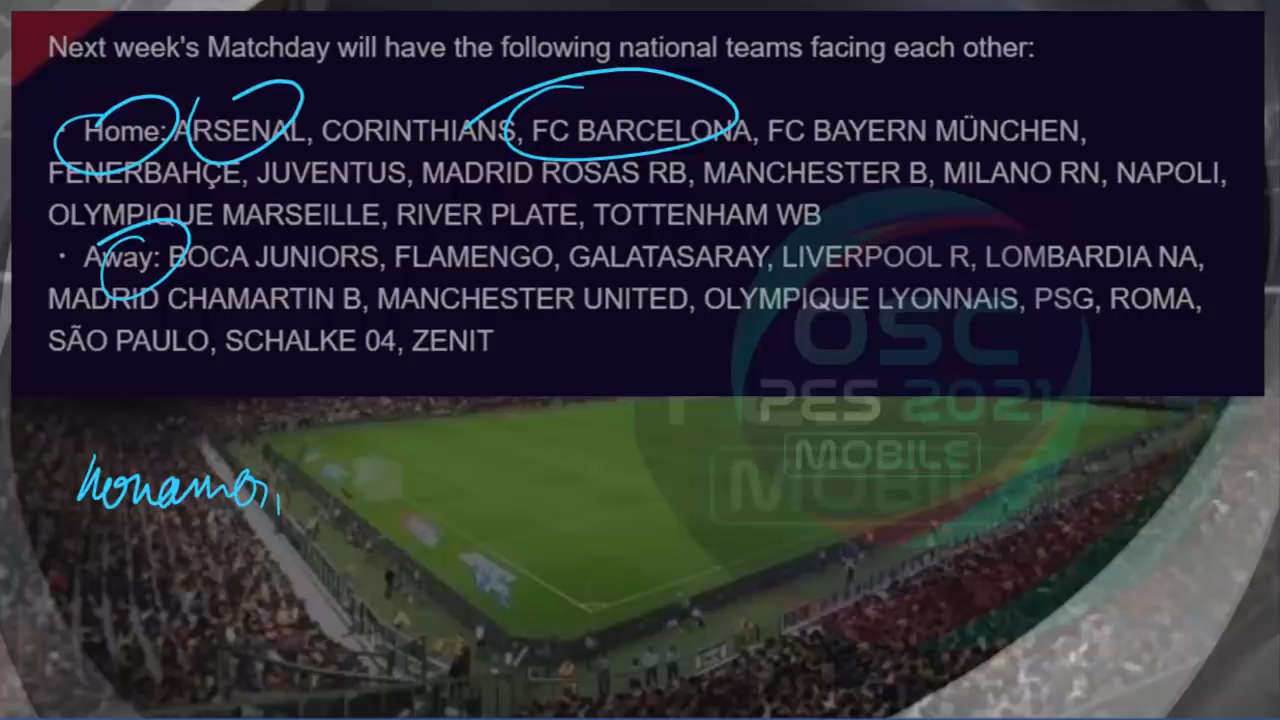 Next week's Matchday will have the following national teams facing each other:
· Home: ARSENAL, CORINTHIANS, FC BARCELONA, FC BAYERN MÜNCHEN,
FENERBAHÇE, JUVENTUS, MADRID ROSAS RB, MANCHESTER B, MILANO RN, NAPOLI,
OLYMPIQUE MARSEILLE, RIVER PLATE, TOTTENHAM WB
· Away: BOCA JUNIORS, FLAMENGO, GALATASARAY, LIVERPOOL R, LOMBARDIA NA,
MADRID CHAMARTIN B, MANCHESTER UNITED, OLYMPIQUE LYONNAIS, PSG, ROMA,
SÃO PAULO, SCHALKE 04, ZENIT
OSC
PES 2021
MOBILE
MOBILE